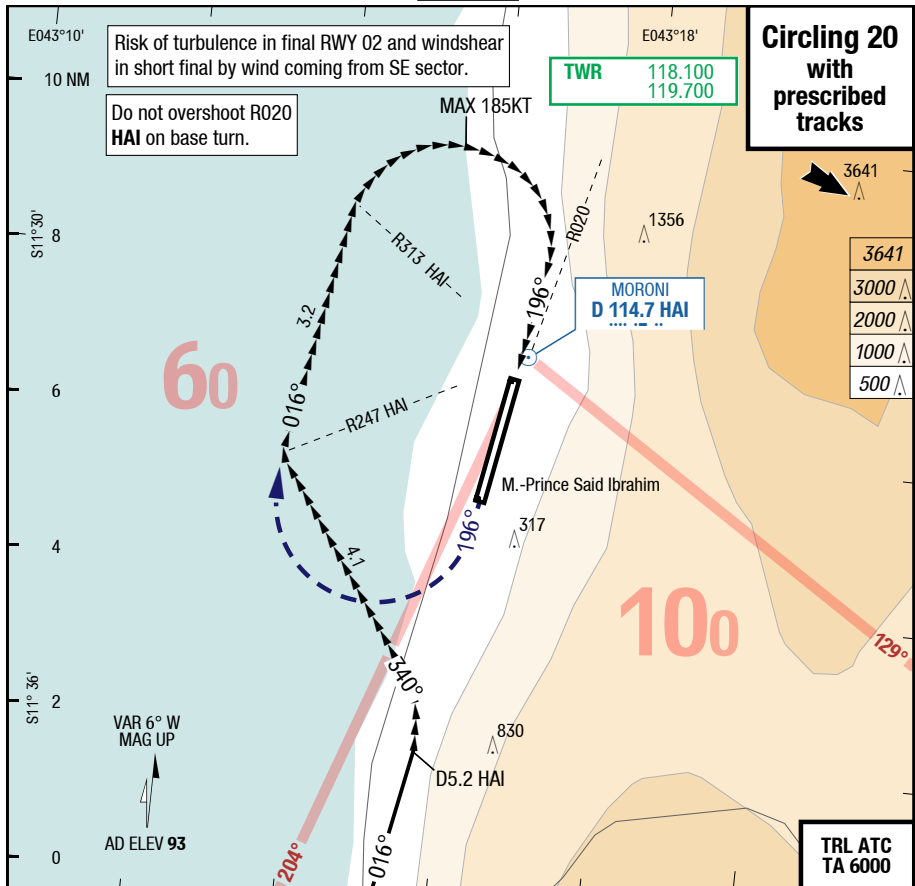 E043°10'
E043°18'
Risk of turbulence in final RWY 02 and windshear
in short final by wind coming from SE sector.
Circling 20
with
prescribed
tracks
TWR 118.100
119.700
10 NM
Do not overshoot R020
HAI on base turn.
MAX 185KT
3641
S11°30'
8
1356
R020
R313 HAI
3641
3000
2000
1000
500
MORONI
D 114.7 HAI
196°
3.2
60
6
016°
R247 HAI
M.-Prince Said Ibrahim
196°
317
4
4.1
100
129°
340°
S11° 36'
2
VAR 6° W
MAG UP
830
D5.2 HAI
AD ELEV 93
0
204°
016°
TRL ATC
TA 6000